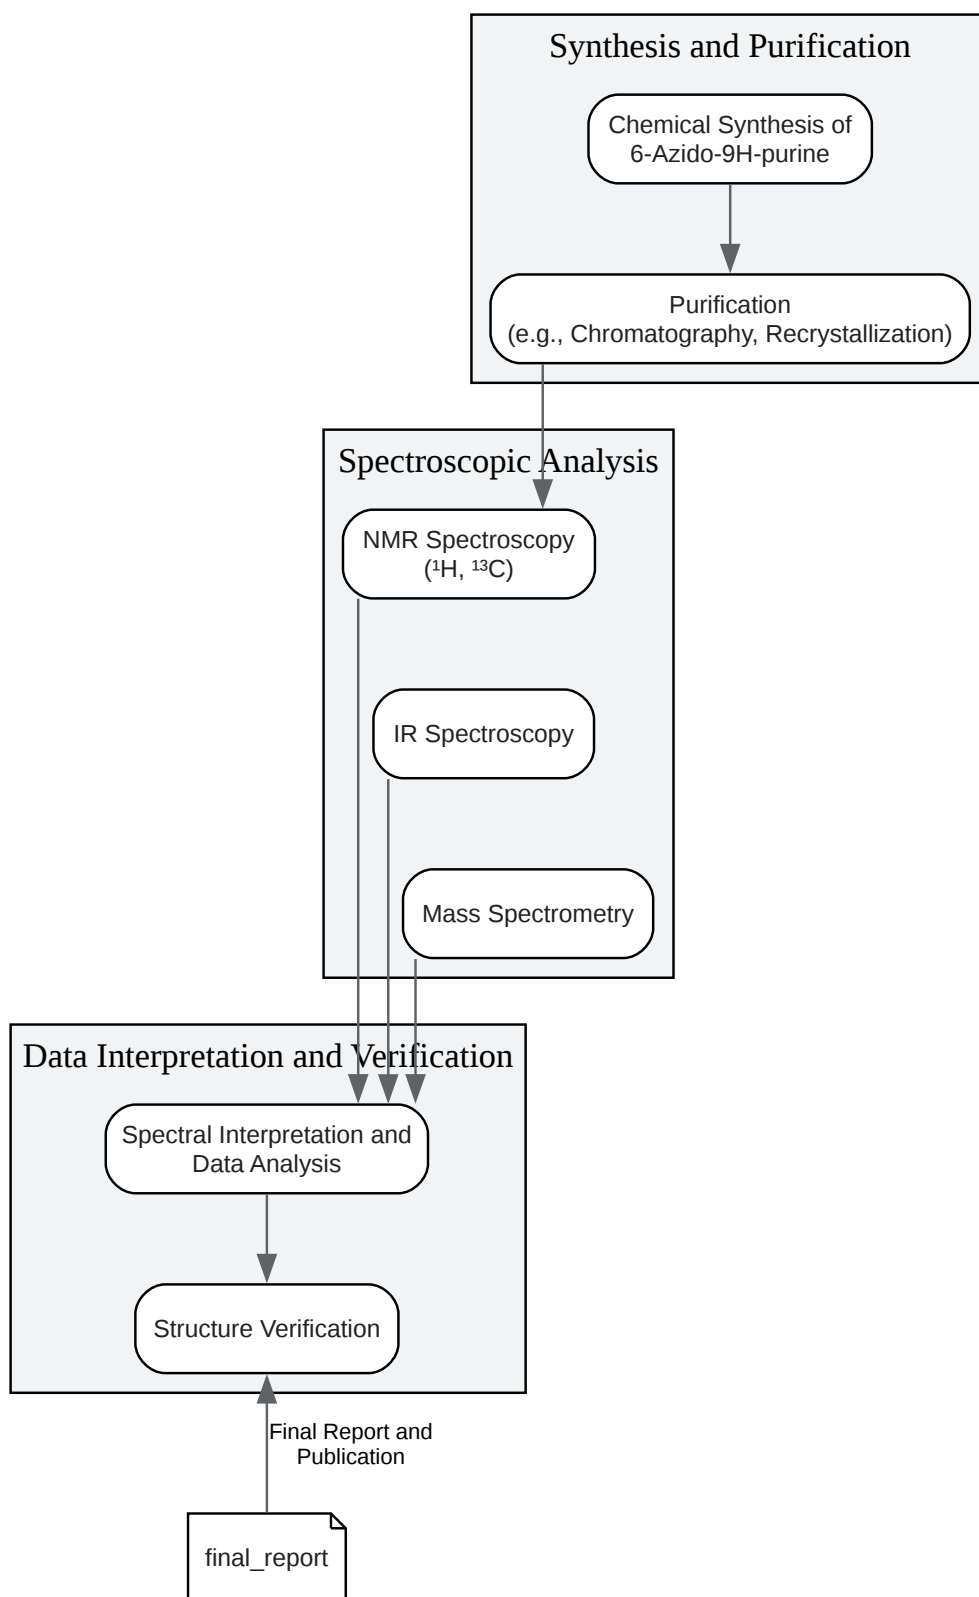 Synthesis and Purification
Chemical Synthesis of
6-Azido-9H-purine
Purification
(e.g., Chromatography, Recrystallization)
Spectroscopic Analysis
NMR Spectroscopy
(¹H, ¹³C)
IR Spectroscopy
Mass Spectrometry
Data Interpretation and Verification
Spectral Interpretation and
Data Analysis
Structure Verification
Final Report and
Publication
final_report